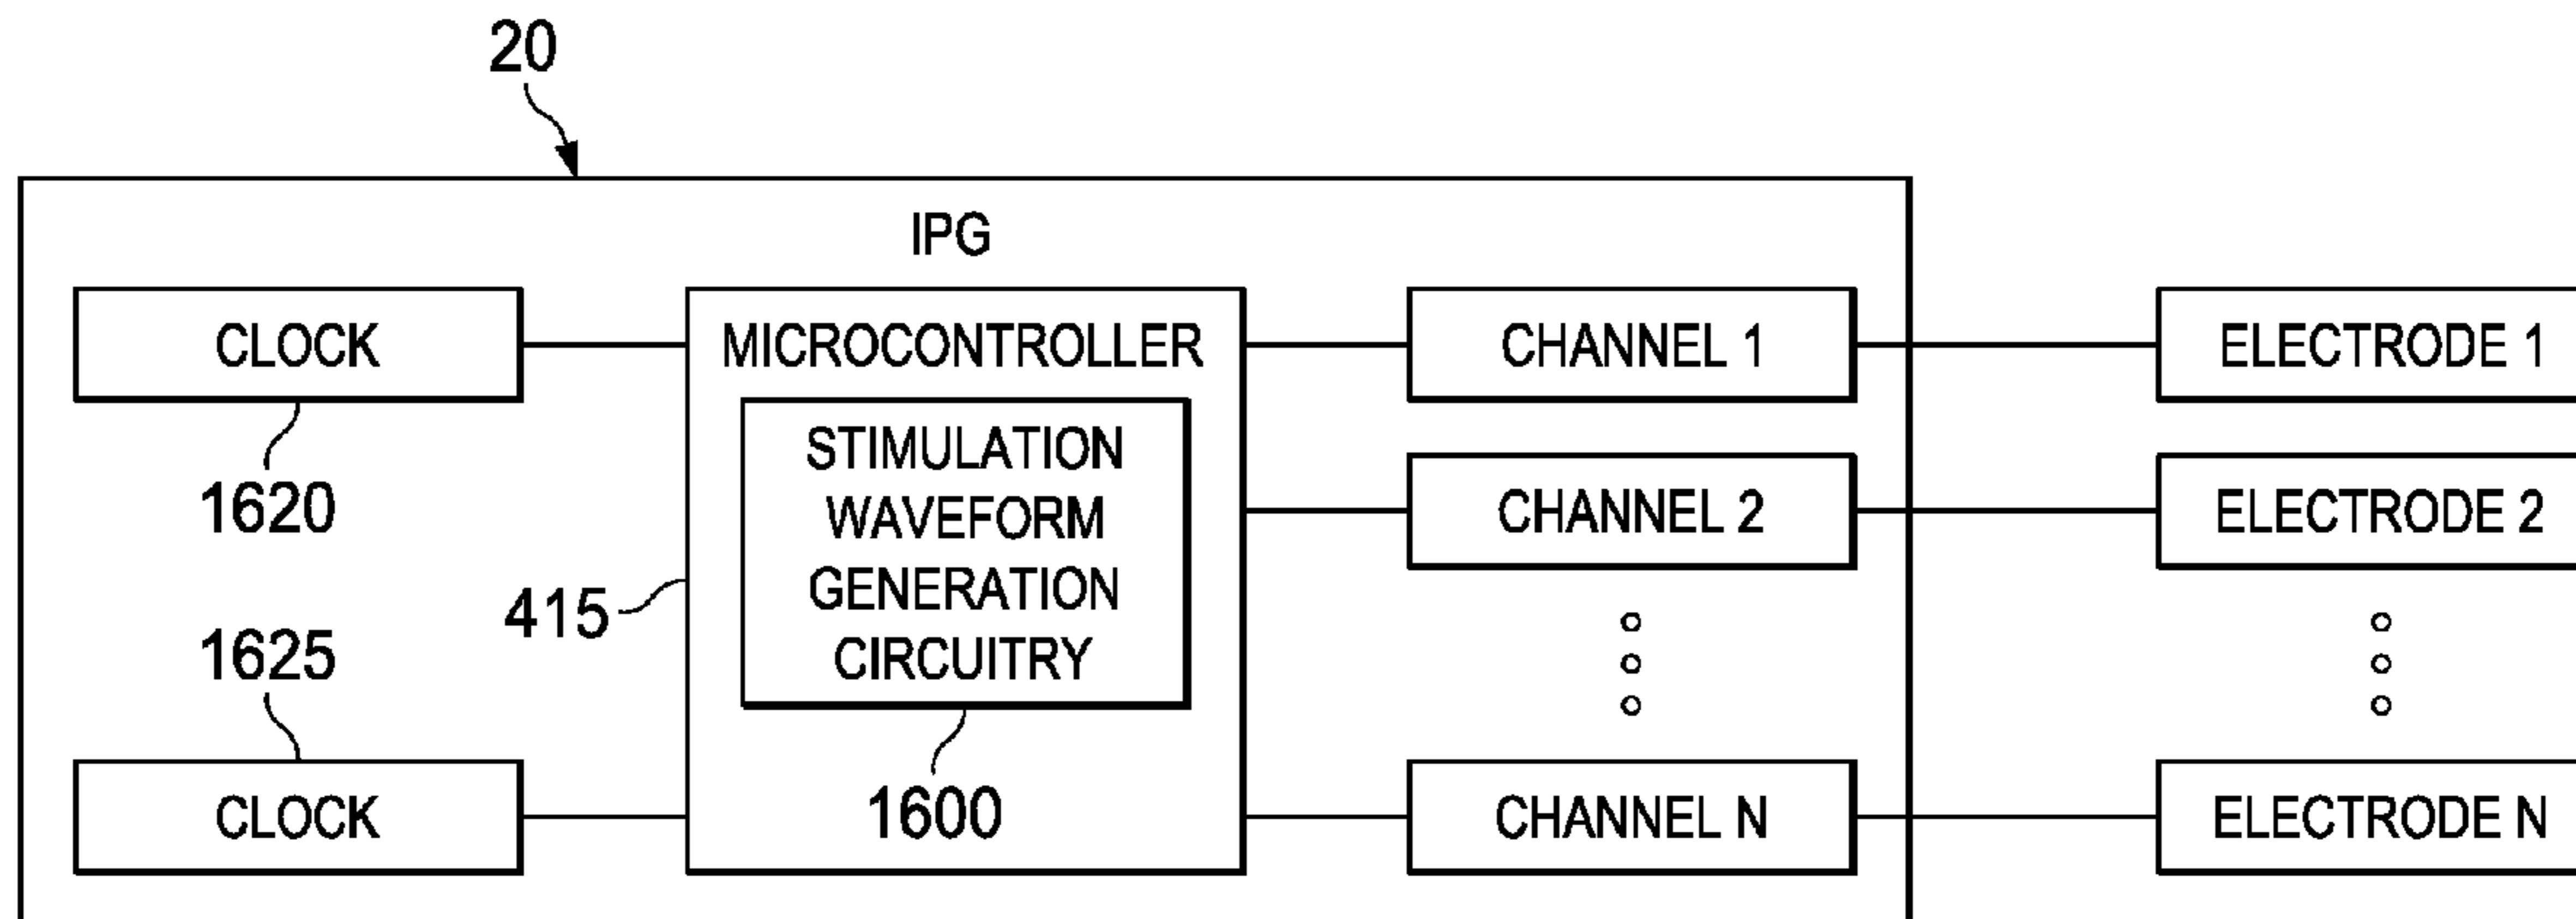 20
IPG
CLOCK
MICROCONTROLLER
CHANNEL 1
ELECTRODE 1
STIMULATION
WAVEFORM
GENERATION
CIRCUITRY
1620
CHANNEL 2
ELECTRODE 2
415
1625
1600
CLOCK
CHANNEL N
ELECTRODE N